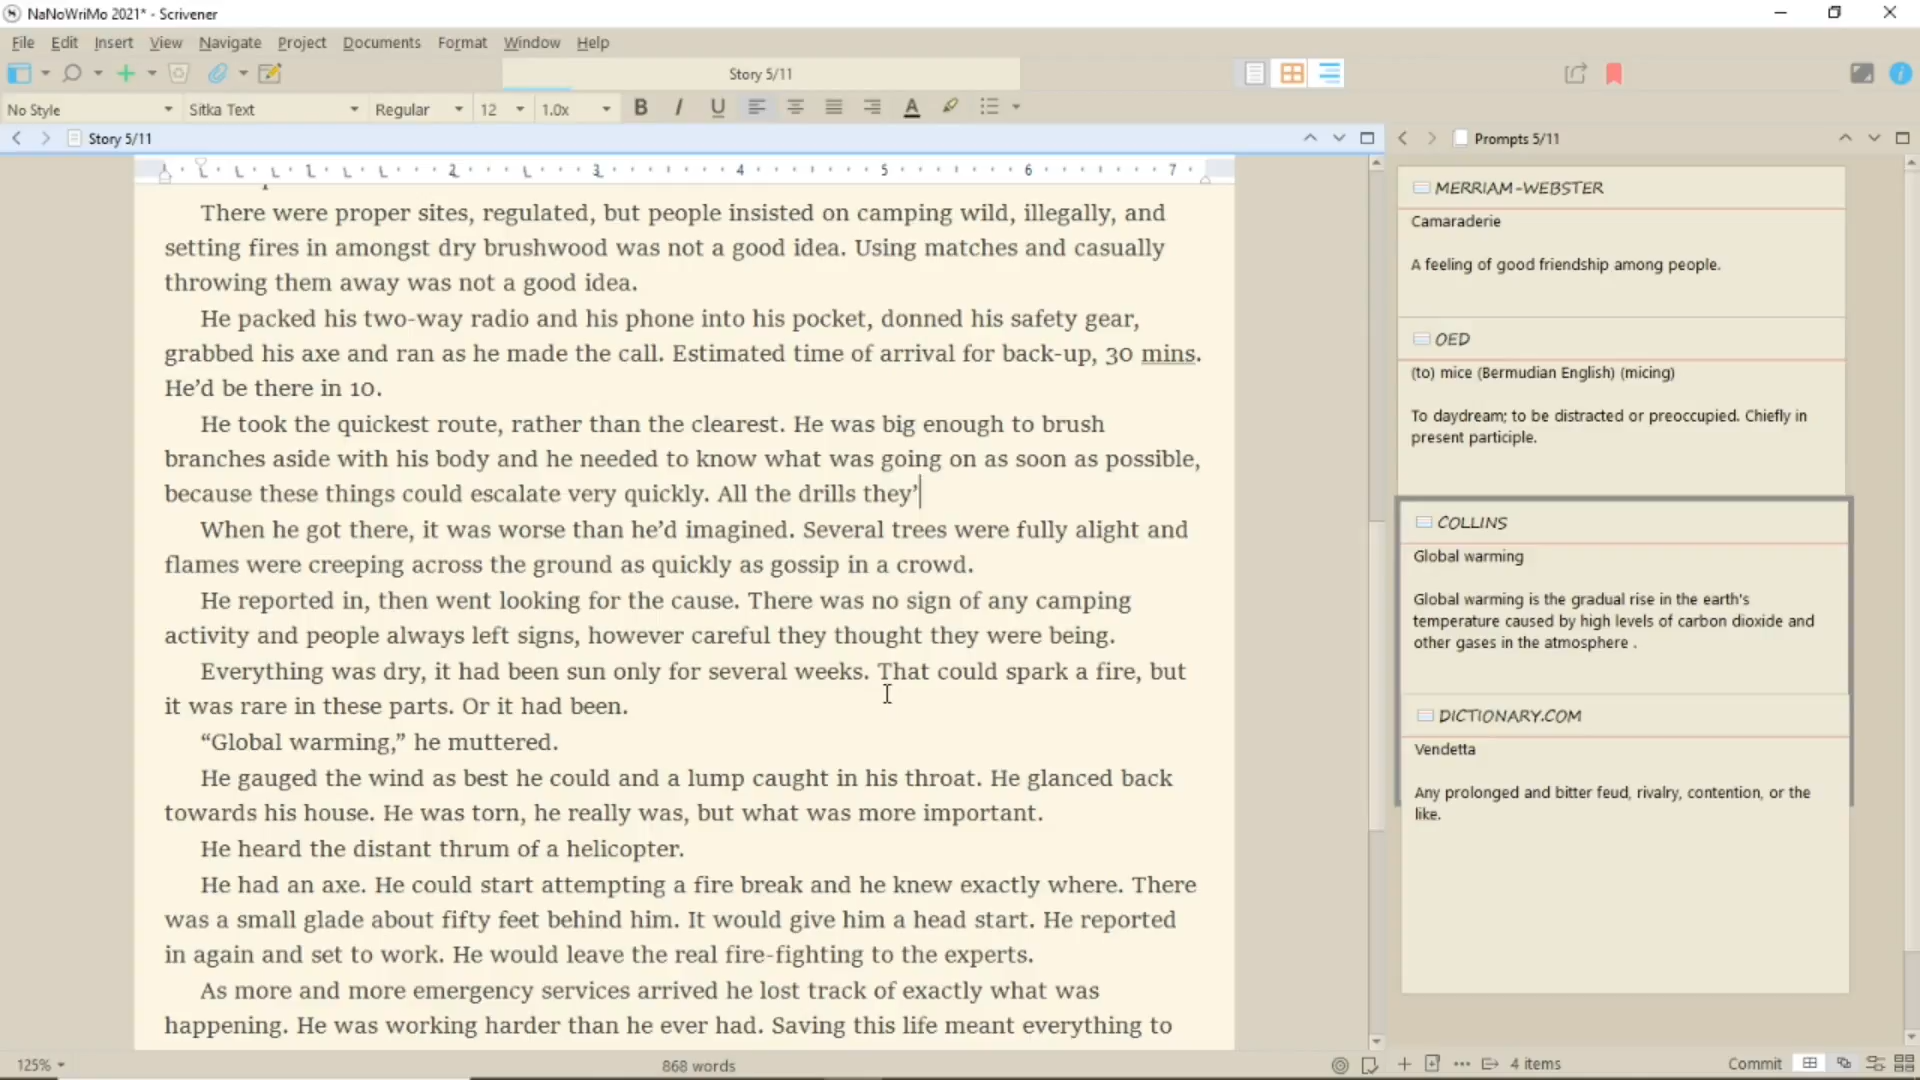 NaNoWriMo 2021* - Scrivener
File Edit Insert View Navigate Project Documents Format Window Help
Story 5/11
No Style Sitka Text Regular 12 1.0x B I U A
Story 5/11
Prompts 5/11
1 2 3 4 5 6 7
There were proper sites, regulated, but people insisted on camping wild, illegally, and
setting fires in amongst dry brushwood was not a good idea. Using matches and casually
throwing them away was not a good idea.
He packed his two-way radio and his phone into his pocket, donned his safety gear,
grabbed his axe and ran as he made the call. Estimated time of arrival for back-up, 30 mins.
He’d be there in 10.
He took the quickest route, rather than the clearest. He was big enough to brush
branches aside with his body and he needed to know what was going on as soon as possible,
because these things could escalate very quickly. All the drills they’
When he got there, it was worse than he’d imagined. Several trees were fully alight and
flames were creeping across the ground as quickly as gossip in a crowd.
He reported in, then went looking for the cause. There was no sign of any camping
activity and people always left signs, however careful they thought they were being.
Everything was dry, it had been sun only for several weeks. That could spark a fire, but
it was rare in these parts. Or it had been.
“Global warming,” he muttered.
He gauged the wind as best he could and a lump caught in his throat. He glanced back
towards his house. He was torn, he really was, but what was more important.
He heard the distant thrum of a helicopter.
He had an axe. He could start attempting a fire break and he knew exactly where. There
was a small glade about fifty feet behind him. It would give him a head start. He reported
in again and set to work. He would leave the real fire-fighting to the experts.
As more and more emergency services arrived he lost track of exactly what was
happening. He was working harder than he ever had. Saving this life meant everything to
MERRIAM-WEBSTER
Camaraderie
A feeling of good friendship among people.
OED
(to) mice (Bermudian English) (micing)
To daydream; to be distracted or preoccupied. Chiefly in
present participle.
COLLINS
Global warming
Global warming is the gradual rise in the earth's
temperature caused by high levels of carbon dioxide and
other gases in the atmosphere .
DICTIONARY.COM
Vendetta
Any prolonged and bitter feud, rivalry, contention, or the
like.
125%
868 words
4 items
Commit